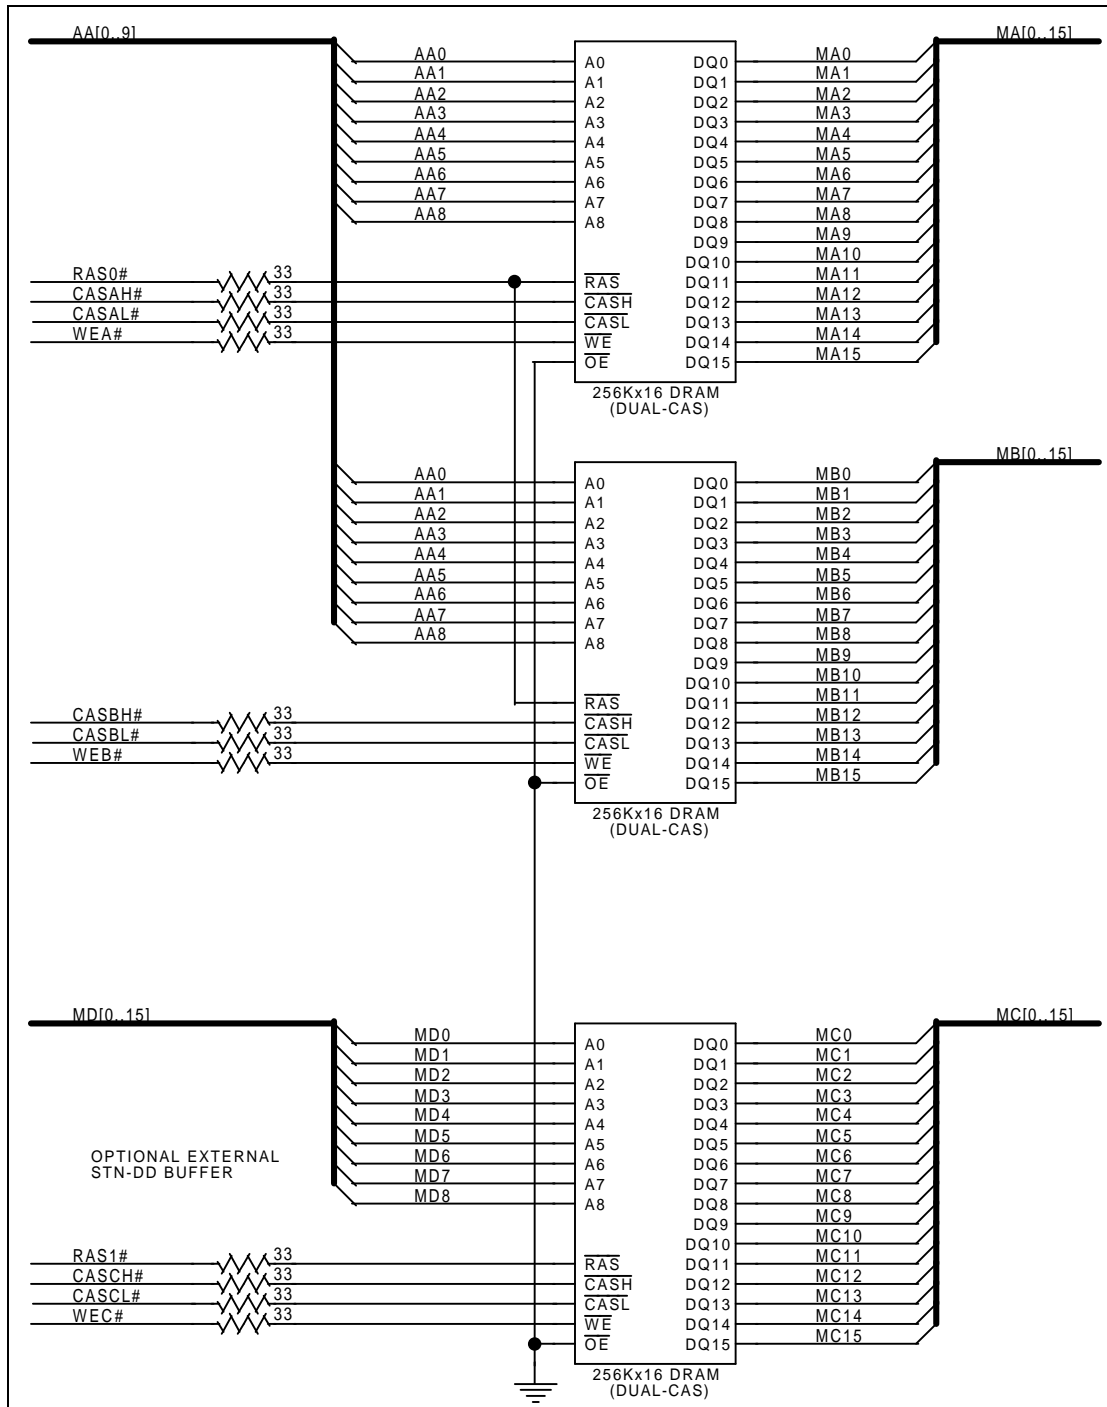 AA[0..9] MA[0..15]
AA0 A0 DQ0 MA0
AA1 A1 DQ1 MA1
AA2 A2 DQ2 MA2
AA3 A3 DQ3 MA3
AA4 A4 DQ4 MA4
AA5 A5 DQ5 MA5
AA6 A6 DQ6 MA6
AA7 A7 DQ7 MA7
AA8 A8 DQ8 MA8
DQ9 MA9
DQ10 MA10
RAS0# 33 RAS DQ11 MA11
CASAH# 33 CASH DQ12 MA12
CASAL# 33 CASL DQ13 MA13
WEA# 33 WE DQ14 MA14
OE DQ15 MA15
256Kx16 DRAM
(DUAL-CAS)
MB[0..15]
AA0 A0 DQ0 MB0
AA1 A1 DQ1 MB1
AA2 A2 DQ2 MB2
AA3 A3 DQ3 MB3
AA4 A4 DQ4 MB4
AA5 A5 DQ5 MB5
AA6 A6 DQ6 MB6
AA7 A7 DQ7 MB7
AA8 A8 DQ8 MB8
DQ9 MB9
DQ10 MB10
RAS DQ11 MB11
CASBH# 33 CASH DQ12 MB12
CASBL# 33 CASL DQ13 MB13
WEB# 33 WE DQ14 MB14
OE DQ15 MB15
256Kx16 DRAM
(DUAL-CAS)
MD[0..15] MC[0..15]
MD0 A0 DQ0 MC0
MD1 A1 DQ1 MC1
MD2 A2 DQ2 MC2
MD3 A3 DQ3 MC3
MD4 A4 DQ4 MC4
MD5 A5 DQ5 MC5
OPTIONAL EXTERNAL
STN-DD BUFFER
MD6 A6 DQ6 MC6
MD7 A7 DQ7 MC7
MD8 A8 DQ8 MC8
DQ9 MC9
DQ10 MC10
RAS1# 33 RAS DQ11 MC11
CASCH# 33 CASH DQ12 MC12
CASCL# 33 CASL DQ13 MC13
WEC# 33 WE DQ14 MC14
OE DQ15 MC15
256Kx16 DRAM
(DUAL-CAS)